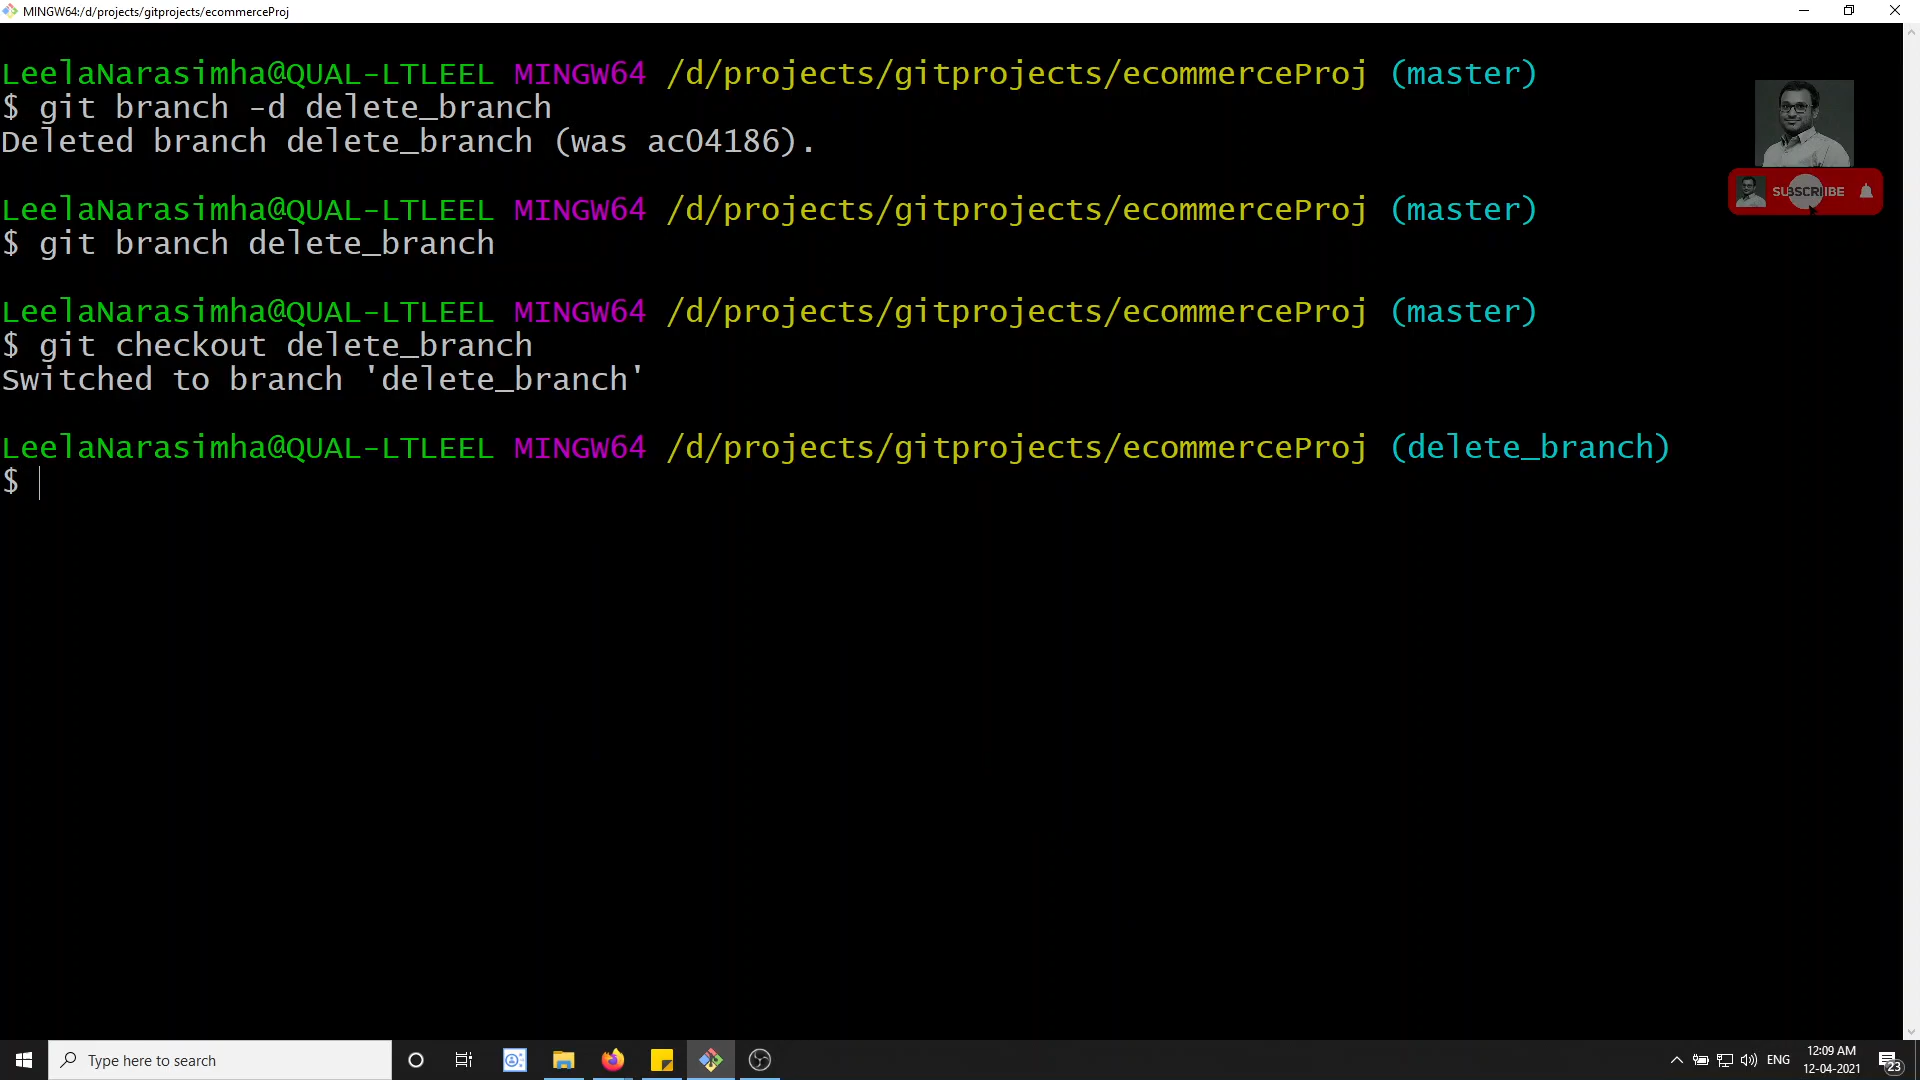 MINGW64:/d/projects/gitprojects/ecommerceProj
LeelaNarasimha@QUAL-LTLEEL MINGW64 /d/projects/gitprojects/ecommerceProj (master)
$ git branch -d delete_branch
Deleted branch delete_branch (was ac04186).
LeelaNarasimha@QUAL-LTLEEL MINGW64 /d/projects/gitprojects/ecommerceProj (master)
$ git branch delete_branch
LeelaNarasimha@QUAL-LTLEEL MINGW64 /d/projects/gitprojects/ecommerceProj (master)
$ git checkout delete_branch
Switched to branch 'delete_branch'
LeelaNarasimha@QUAL-LTLEEL MINGW64 /d/projects/gitprojects/ecommerceProj (delete_branch)
$
SUBSCRIBE
Type here to search
ENG
12:09 AM
12-04-2021
23